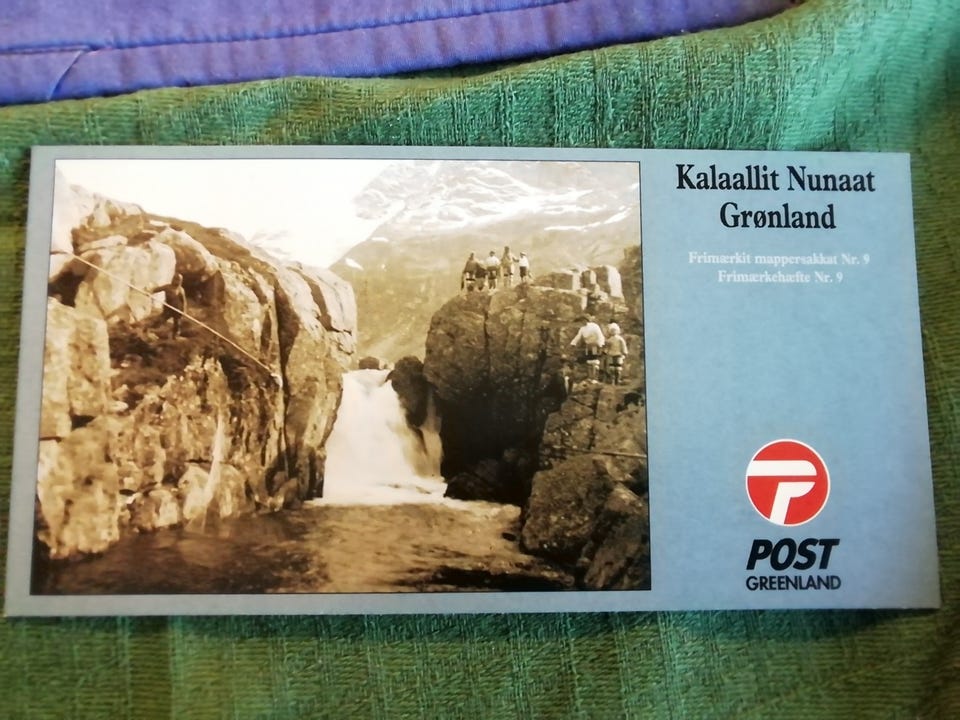 Kalaallit Nunaat
Grønland
Frimærkit mappersakkat Nr. 9
Frimærkehæfte Nr. 9
POST
GREENLAND